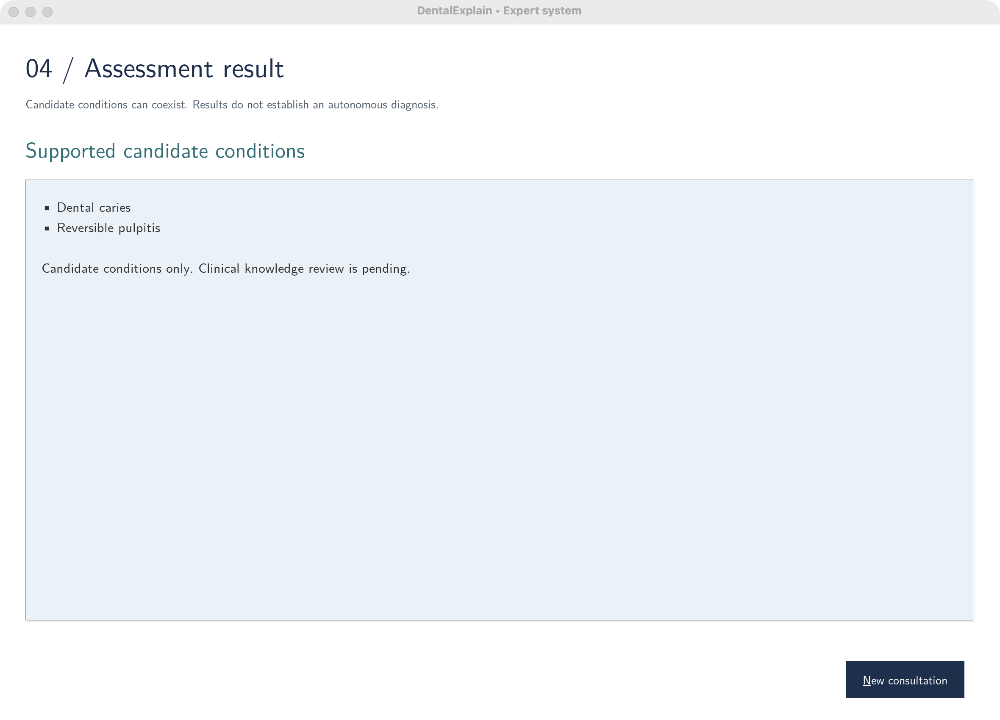 DentalExplain • Expert system
04 / Assessment result
Candidate conditions can coexist. Results do not establish an autonomous diagnosis.
Supported candidate conditions
▪ Dental caries
▪ Reversible pulpitis
Candidate conditions only. Clinical knowledge review is pending.
New consultation